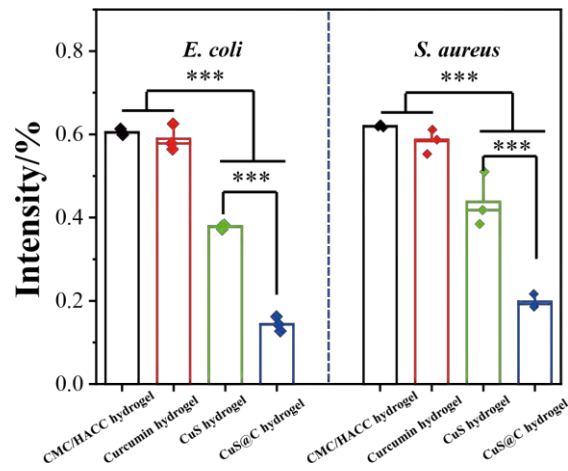 Intensity/%
0.8
0.6
0.4
0.2
0.0
E. coli
***
***
S. aureus
***
***
CMC/HACC hydrogel
Curcumin hydrogel
CuS hydrogel
CuS@C hydrogel
CMC/HACC hydrogel
Curcumin hydrogel
CuS hydrogel
CuS@C hydrogel